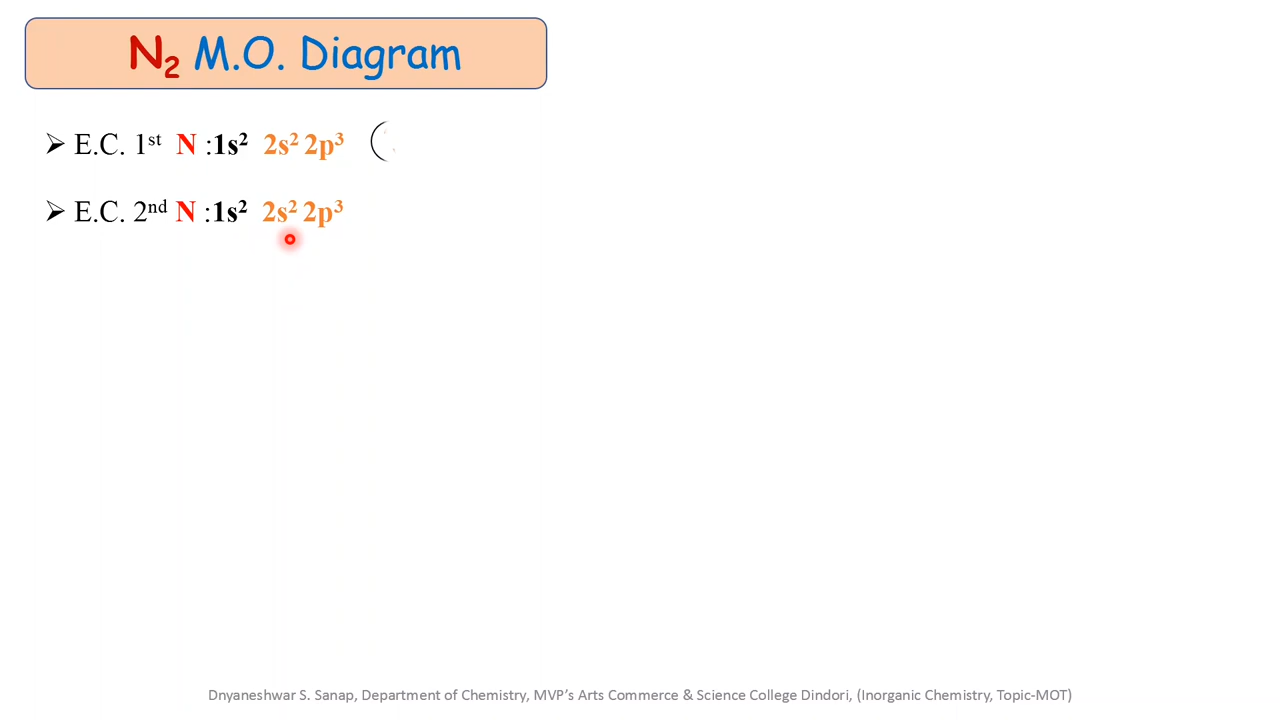 N₂ M.O. Diagram
➢ E.C. 1ˢᵗ N :1s² 2s² 2p³ (
➢ E.C. 2ⁿᵈ N :1s² 2s² 2p³
Dnyaneshwar S. Sanap, Department of Chemistry, MVP’s Arts Commerce & Science College Dindori, (Inorganic Chemistry, Topic-MOT)